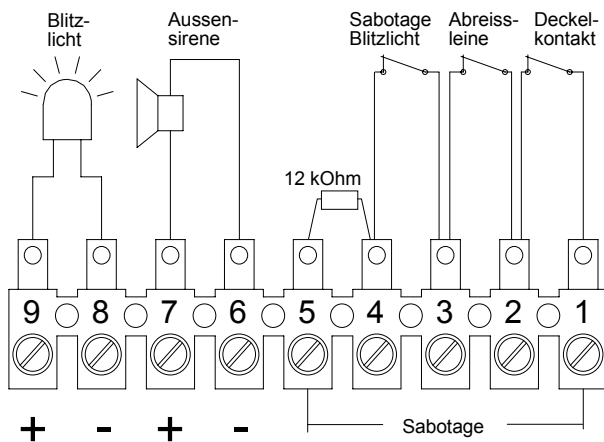 Blitz-
licht
Aussen-
sirene
Sabotage
Blitzlicht
Abreiss-
leine
Deckel-
kontakt
12 kOhm
9 8 7 6 5 4 3 2 1
+ - + -
Sabotage